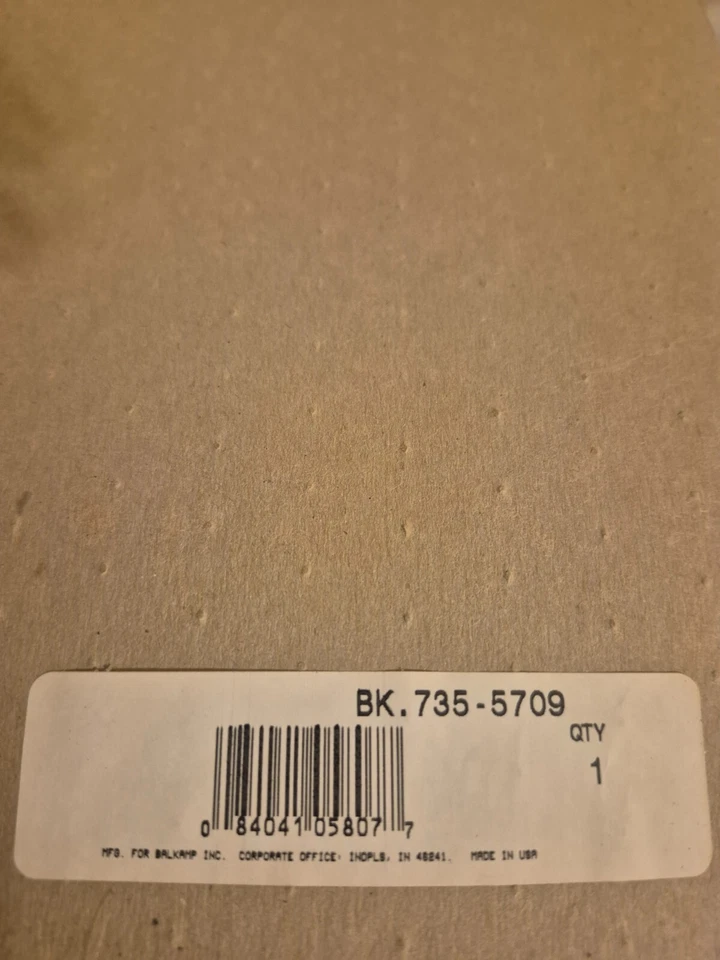 BK.735-5709
QTY
1
0 84041 05807 7
MFG. FOR BALKAMP INC. CORPORATE OFFICE: INDPLS, IN 46241. MADE IN USA